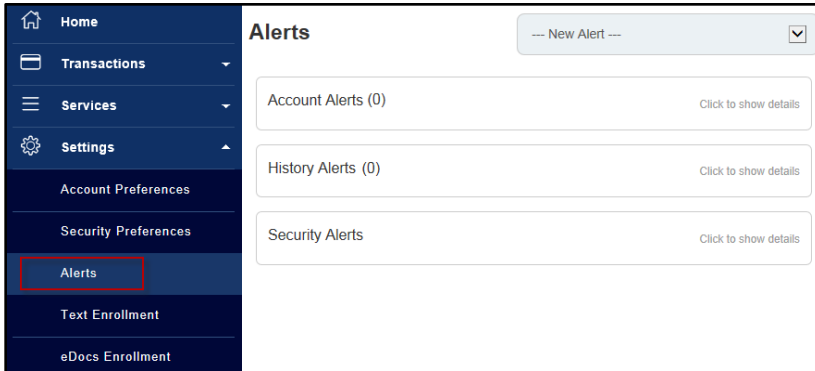 Home
Transactions
Services
Settings
Account Preferences
Security Preferences
Alerts
Text Enrollment
eDocs Enrollment
Alerts
--- New Alert ---
Account Alerts (0)
Click to show details
History Alerts (0)
Click to show details
Security Alerts
Click to show details